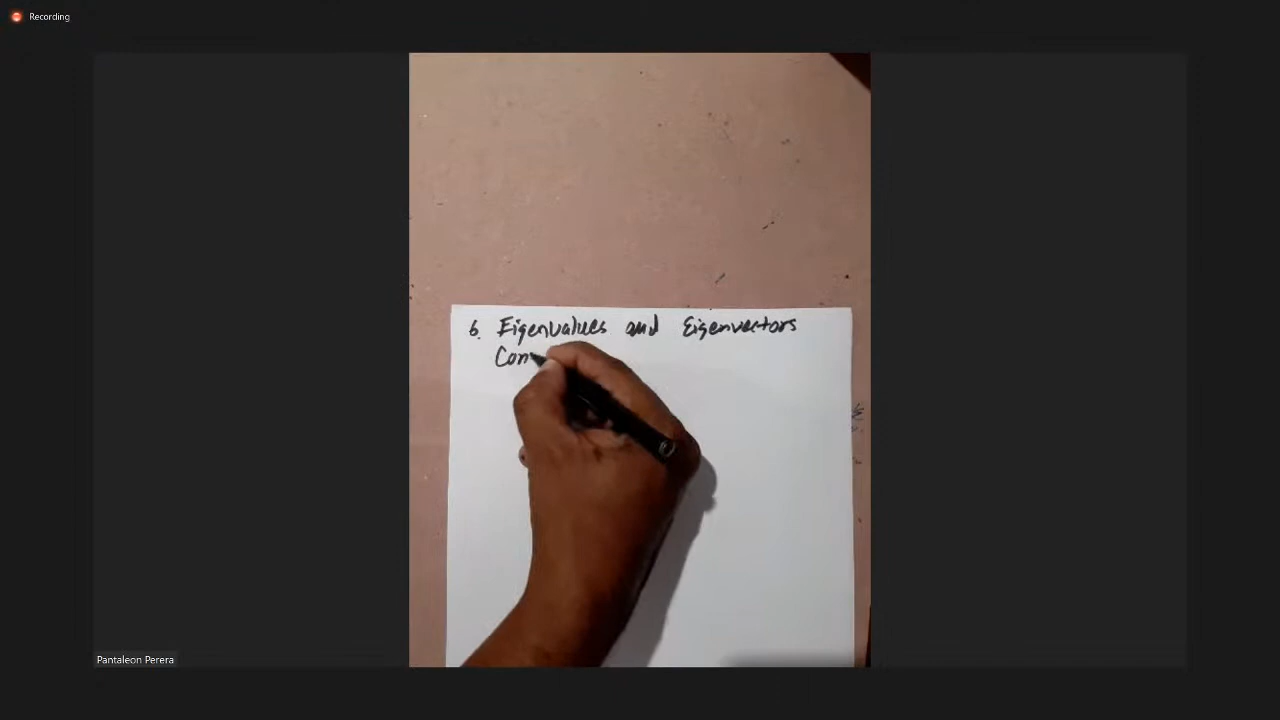 Recording
6. Eigenvalues and Eigenvectors
Con
Pantaleon Perera